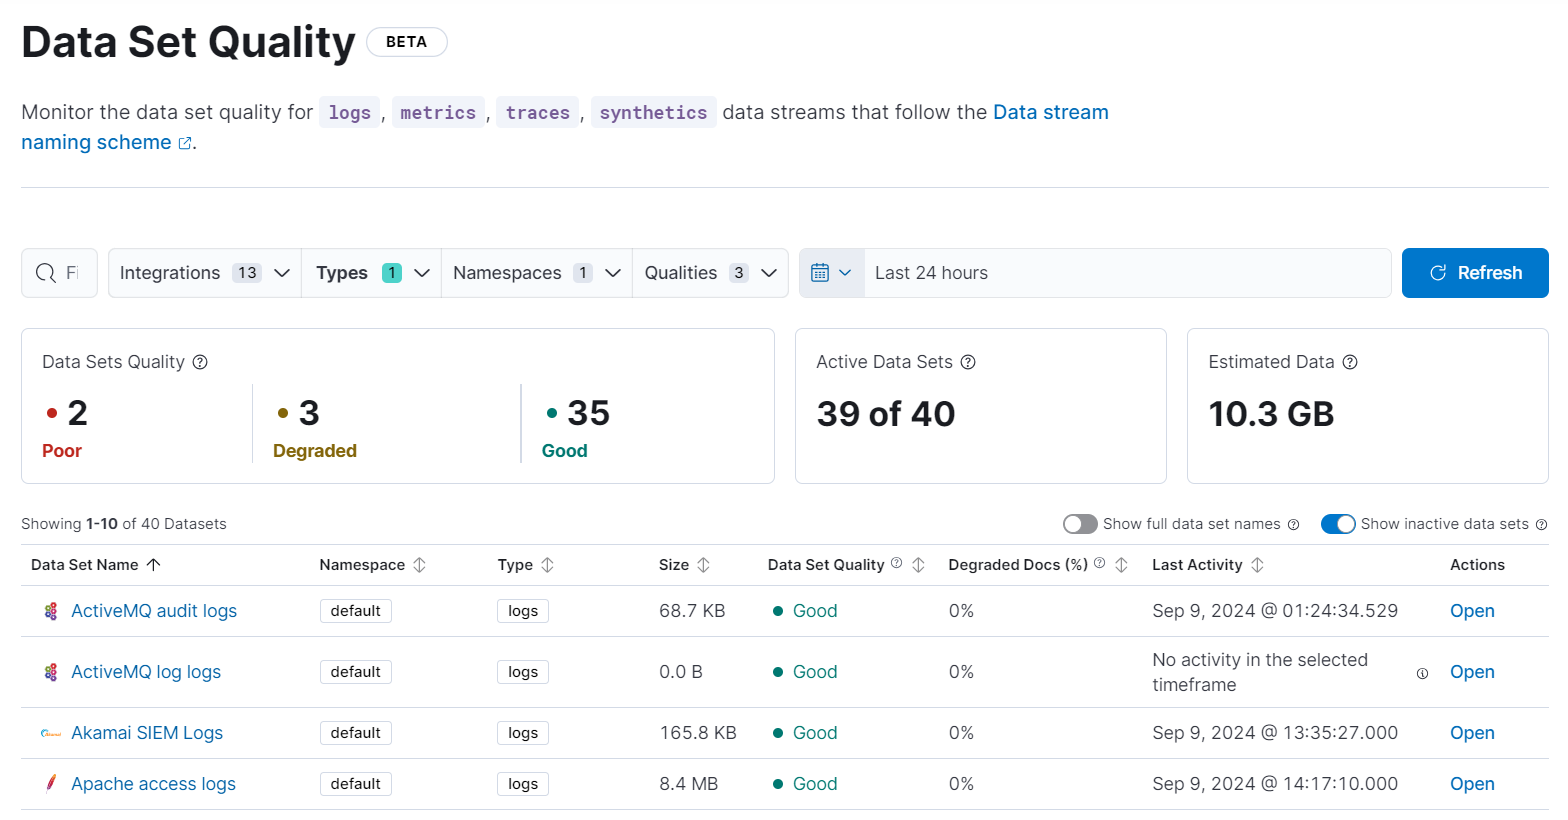 Data Set Quality BETA
Monitor the data set quality for logs, metrics, traces, synthetics data streams that follow the Data stream
naming scheme.
Fi Integrations 13 Types 1 Namespaces 1 Qualities 3 Last 24 hours Refresh
Data Sets Quality Active Data Sets Estimated Data
2 3 35 39 of 40 10.3 GB
Poor Degraded Good
Showing 1-10 of 40 Datasets Show full data set names Show inactive data sets
Data Set Name Namespace Type Size Data Set Quality Degraded Docs (%) Last Activity Actions
ActiveMQ audit logs default logs 68.7 KB Good 0% Sep 9, 2024 @ 01:24:34.529 Open
ActiveMQ log logs default logs 0.0 B Good 0% No activity in the selected timeframe Open
Akamai SIEM Logs default logs 165.8 KB Good 0% Sep 9, 2024 @ 13:35:27.000 Open
Apache access logs default logs 8.4 MB Good 0% Sep 9, 2024 @ 14:17:10.000 Open